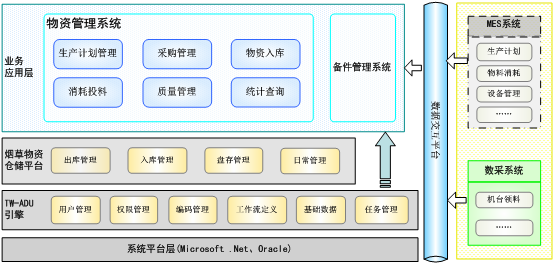 物资管理系统
业务
应用层
生产计划管理
采购管理
物资入库
消耗投料
质量管理
统计查询
备件管理系统
烟草物资
仓储平台
出库管理
入库管理
盘存管理
日常管理
TW-ADU
引擎
用户管理
权限管理
编码管理
工作流定义
基础数据
任务管理
系统平台层(Microsoft .Net、Oracle)
数据交互平台
MES系统
生产计划
物料消耗
设备管理
……
数采系统
机台领料
……